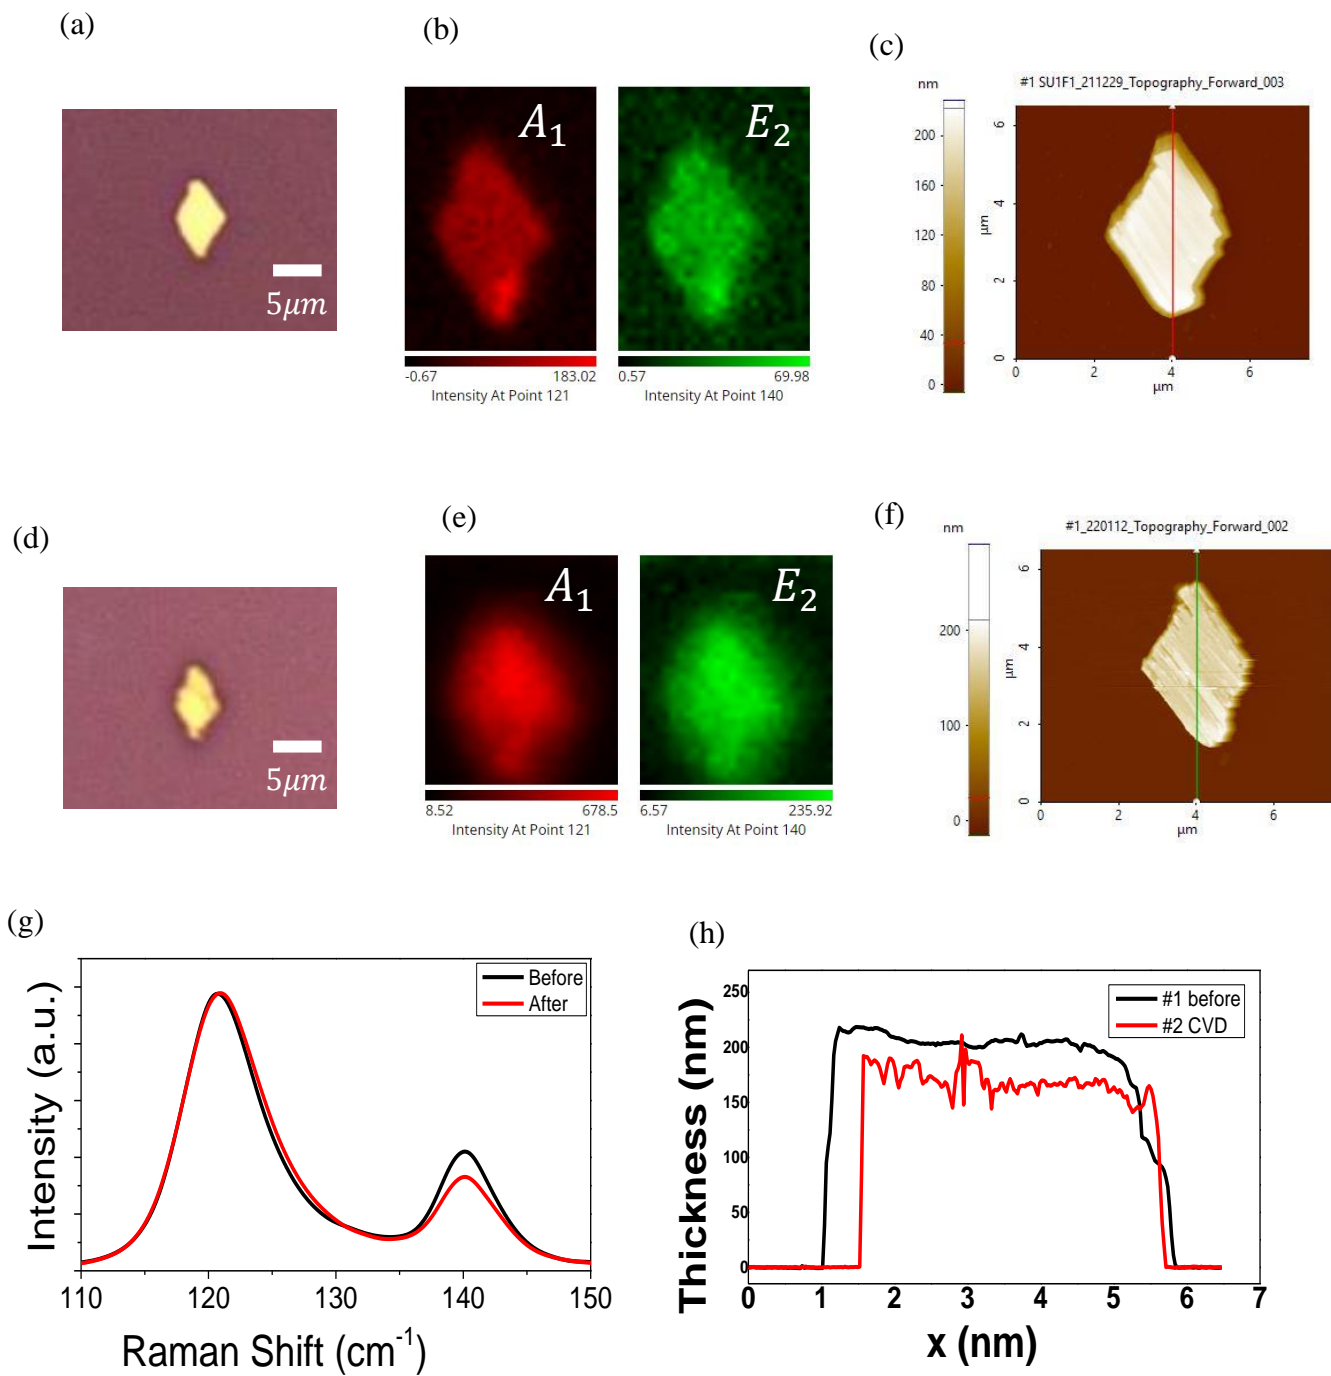 (a)
5μm
(b)
A₁
E₂
-0.67
183.02
0.57
69.98
Intensity At Point 121
Intensity At Point 140
(c)
nm
#1 SU1F1_211229_Topography_Forward_003
200
160
120
80
40
0
6
4
2
0
μm
0
2
4
6
μm
(d)
5μm
(e)
A₁
E₂
8.52
678.5
6.57
235.92
Intensity At Point 121
Intensity At Point 140
(f)
nm
#1_220112_Topography_Forward_002
200
100
0
6
4
2
0
μm
0
2
4
6
μm
(g)
Before
After
Intensity (a.u.)
110
120
130
140
150
Raman Shift (cm⁻¹)
(h)
#1 before
#2 CVD
Thickness (nm)
250
200
150
100
50
0
0
1
2
3
4
5
6
7
x (nm)